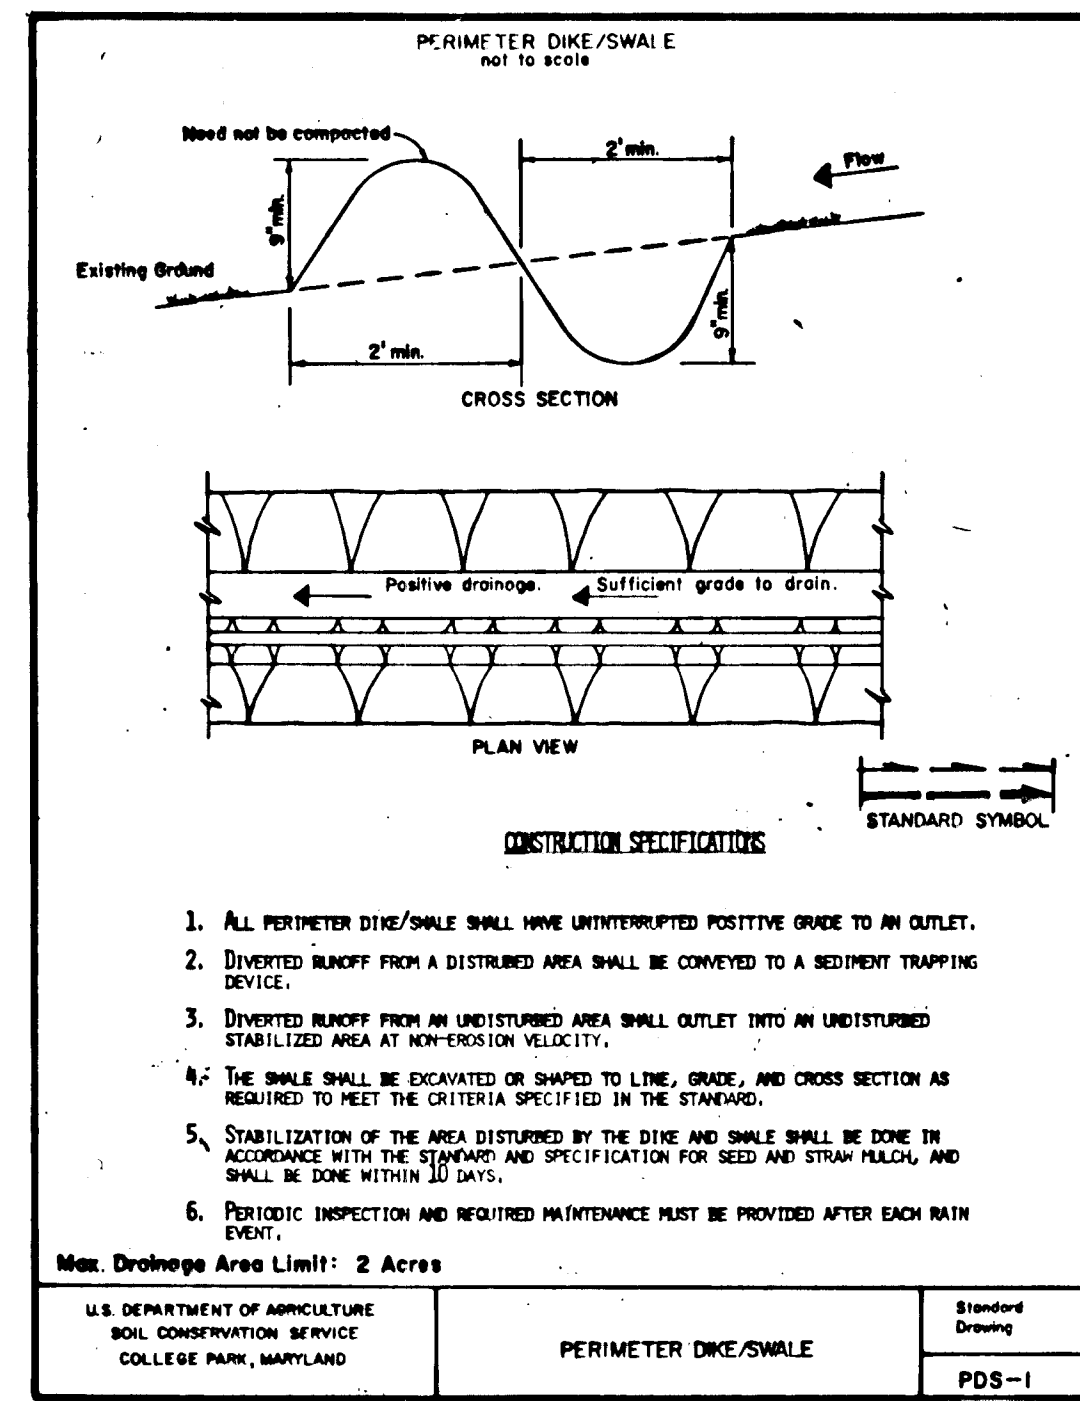 PERIMETER DIKE/SWALE
not to scale
Need not be compacted
2' min.
Flow
9" min.
Existing Ground
9" min.
2' min.
CROSS SECTION
Positive drainage.
Sufficient grade to drain.
PLAN VIEW
STANDARD SYMBOL
CONSTRUCTION SPECIFICATIONS
1. ALL PERIMETER DIKE/SWALE SHALL HAVE UNINTERRUPTED POSITIVE GRADE TO AN OUTLET.
2. DIVERTED RUNOFF FROM A DISTRUBED AREA SHALL BE CONVEYED TO A SEDIMENT TRAPPING
DEVICE.
3. DIVERTED RUNOFF FROM AN UNDISTURBED AREA SHALL OUTLET INTO AN UNDISTURBED
STABILIZED AREA AT NON-EROSION VELOCITY.
4. THE SWALE SHALL BE EXCAVATED OR SHAPED TO LINE, GRADE, AND CROSS SECTION AS
REQUIRED TO MEET THE CRITERIA SPECIFIED IN THE STANDARD.
5. STABILIZATION OF THE AREA DISTURBED BY THE DIKE AND SWALE SHALL BE DONE IN
ACCORDANCE WITH THE STANDARD AND SPECIFICATION FOR SEED AND STRAW MULCH, AND
SHALL BE DONE WITHIN 10 DAYS.
6. PERIODIC INSPECTION AND REQUIRED MAINTENANCE MUST BE PROVIDED AFTER EACH RAIN
EVENT.
Max. Drainage Area Limit: 2 Acres
U.S. DEPARTMENT OF AGRICULTURE
SOIL CONSERVATION SERVICE
COLLEGE PARK, MARYLAND
PERIMETER DIKE/SWALE
Standard
Drawing
PDS-1